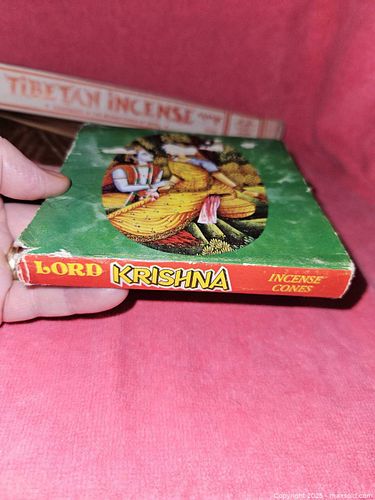 TIBETAN INCENSE
LORD KRISHNA
INCENSE
CONES
Copyright 2025 - maxsold.com